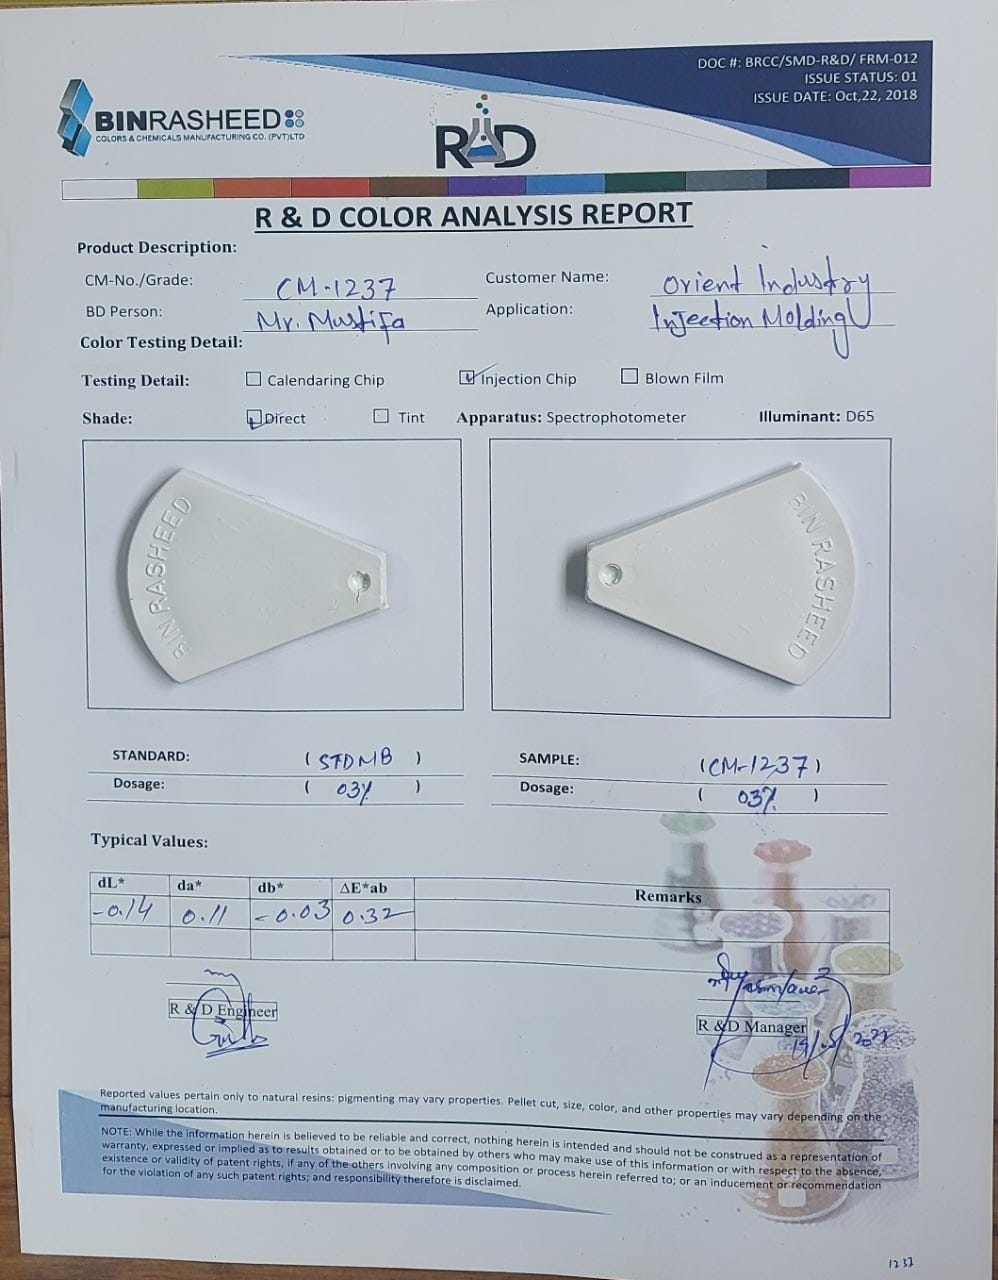 DOC #: BRCC/SMD-R&D/ FRM-012
ISSUE STATUS: 01
ISSUE DATE: Oct,22, 2018
BINRASHEED
COLORS & CHEMICALS MANUFACTURING CO. (PVT)LTD
R&D
R & D COLOR ANALYSIS REPORT
Product Description:
CM-No./Grade: CM-1237 Customer Name: Orient Industry
BD Person: Mr. Mustifa Application: Injection Molding
Color Testing Detail:
Testing Detail: Calendaring Chip Injection Chip Blown Film
Shade: Direct Tint Apparatus: Spectrophotometer Illuminant: D65
BIN RASHEED BIN RASHEED
STANDARD: ( STDMB ) SAMPLE: (CM-1237)
Dosage: ( 03% ) Dosage: ( 03% )
Typical Values:
dL* da* db* ΔE*ab Remarks
-0.14 0.11 -0.03 0.32
R & D Engineer R & D Manager
Reported values pertain only to natural resins: pigmenting may vary properties. Pellet cut, size, color, and other properties may vary depending on the
manufacturing location.
NOTE: While the information herein is believed to be reliable and correct, nothing herein is intended and should not be construed as a representation of
warranty, expressed or implied as to results obtained or to be obtained by others who may make use of this information or with respect to the absence,
existence or validity of patent rights, if any of the others involving any composition or process herein referred to; or an inducement or recommendation
for the violation of any such patent rights; and responsibility therefore is disclaimed.
1237